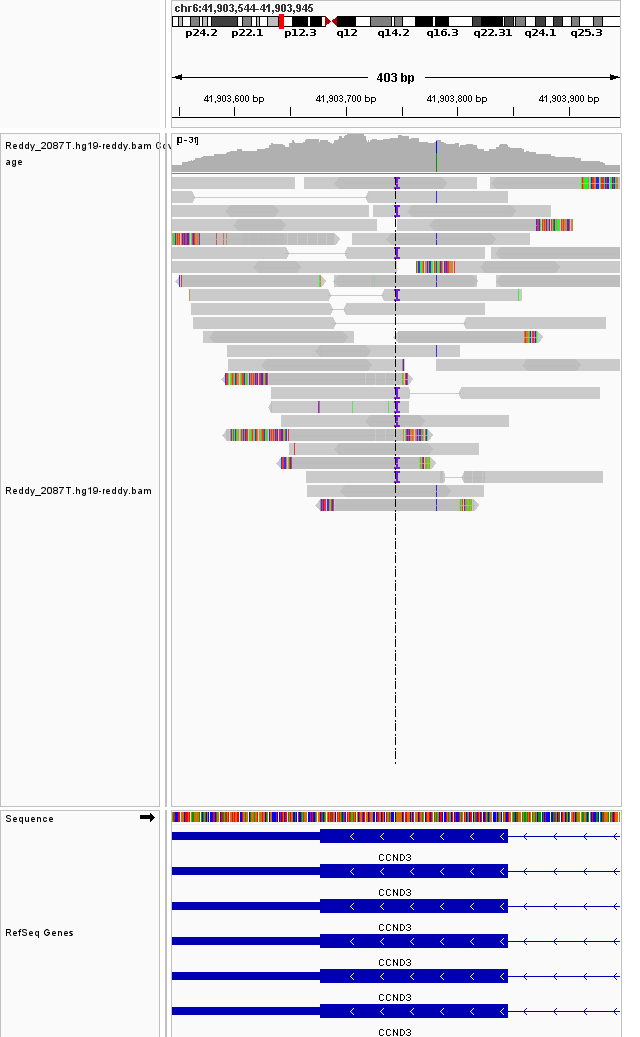 chr6:41,903,544-41,903,945
p24.2 p22.1 p12.3 q12 q14.2 q16.3 q22.31 q24.1 q25.3
403 bp
41,903,600 bp 41,903,700 bp 41,903,800 bp 41,903,900 bp
Reddy_2087T.hg19-reddy.bam Cov
age
[0-31]
Reddy_2087T.hg19-reddy.bam
Sequence
CCND3
CCND3
CCND3
RefSeq Genes
CCND3
CCND3
CCND3